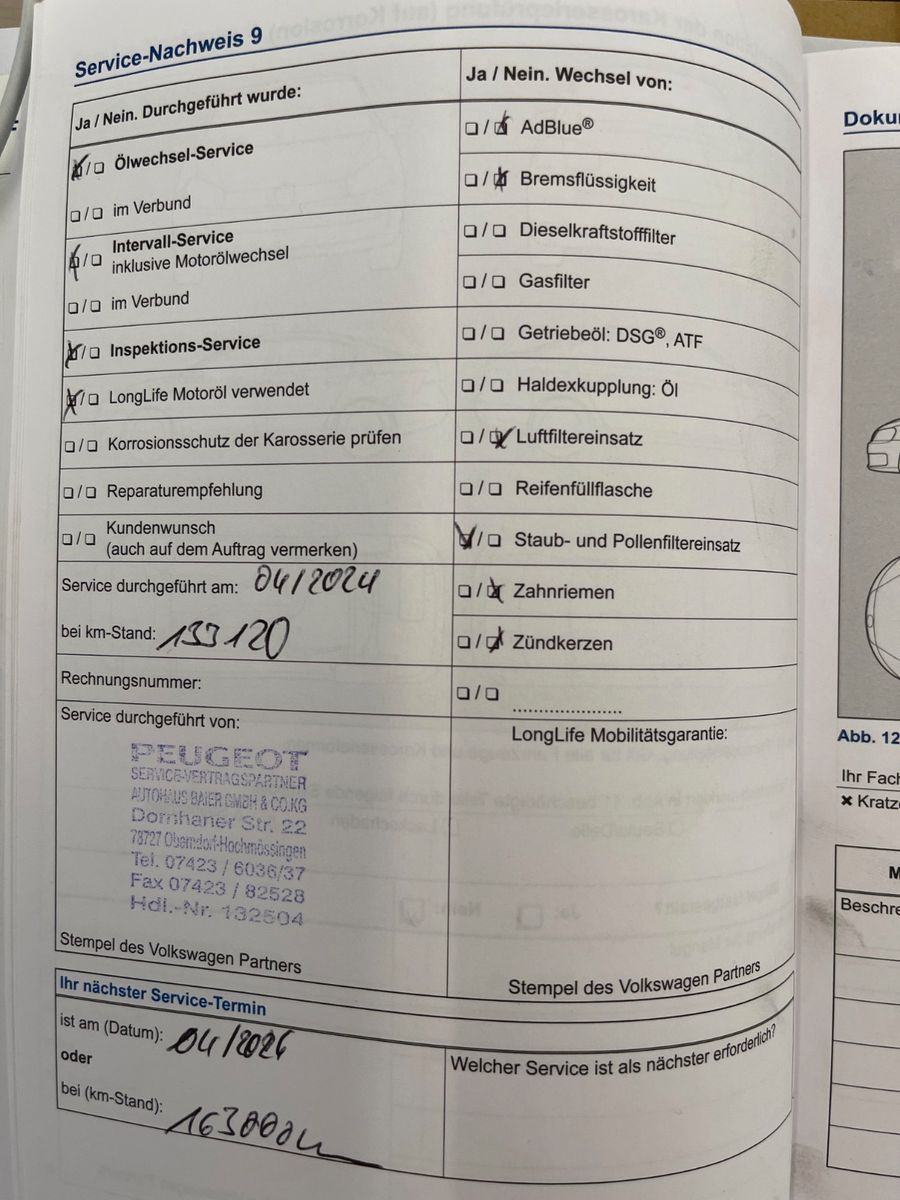 Service-Nachweis 9
Ja / Nein. Durchgeführt wurde:
☒/☐ Ölwechsel-Service
☐/☐ im Verbund
☒/☐ Intervall-Service
inklusive Motorölwechsel
☐/☐ im Verbund
☒/☐ Inspektions-Service
☒/☐ LongLife Motoröl verwendet
☐/☐ Korrosionsschutz der Karosserie prüfen
☐/☐ Reparaturempfehlung
☐/☐ Kundenwunsch
(auch auf dem Auftrag vermerken)
Service durchgeführt am: 04/2024
bei km-Stand: 133120
Rechnungsnummer:
Service durchgeführt von:
PEUGEOT
SERVICE-VERTRAGSPARTNER
AUTOHAUS BAIER GMBH & CO.KG
Dornhaner Str. 22
78727 Oberndorf-Hochmössingen
Tel. 07423 / 6036/37
Fax 07423 / 82528
Hdl.-Nr. 132504
Stempel des Volkswagen Partners
Ja / Nein. Wechsel von:
☐/☒ AdBlue®
☐/☒ Bremsflüssigkeit
☐/☐ Dieselkraftstofffilter
☐/☐ Gasfilter
☐/☐ Getriebeöl: DSG®, ATF
☐/☐ Haldexkupplung: Öl
☐/☒ Luftfiltereinsatz
☐/☐ Reifenfüllflasche
☒/☐ Staub- und Pollenfiltereinsatz
☐/☒ Zahnriemen
☐/☒ Zündkerzen
☐/☐ ......................
LongLife Mobilitätsgarantie:
Stempel des Volkswagen Partners
Ihr nächster Service-Termin
ist am (Datum): 04/2026
oder
bei (km-Stand): 163000
Welcher Service ist als nächster erforderlich?
Doku
Abb. 12
Ihr Fach
✖ Kratze
M
Beschre